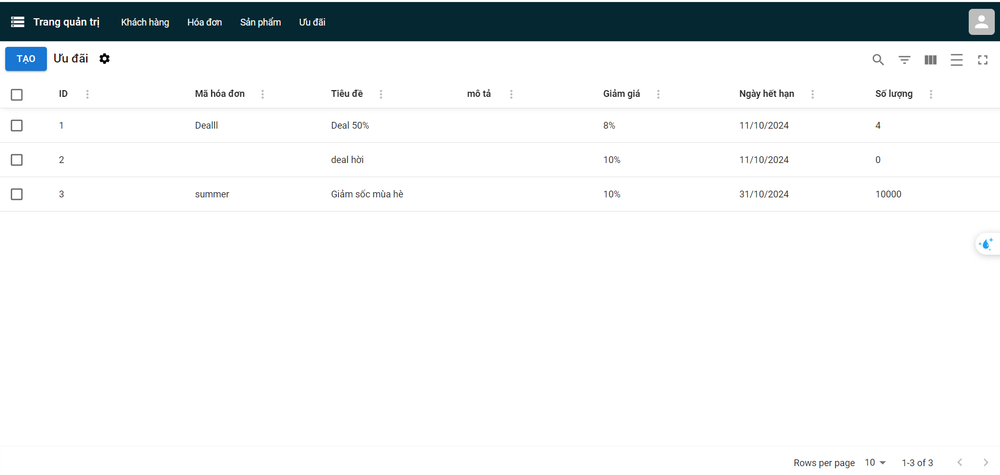 Trang quản trị Khách hàng Hóa đơn Sản phẩm Ưu đãi
TẠO Ưu đãi
ID Mã hóa đơn Tiêu đề mô tả Giảm giá Ngày hết hạn Số lượng
1 Dealll Deal 50% 8% 11/10/2024 4
2 deal hời 10% 11/10/2024 0
3 summer Giảm sốc mùa hè 10% 31/10/2024 10000
Rows per page 10 1-3 of 3